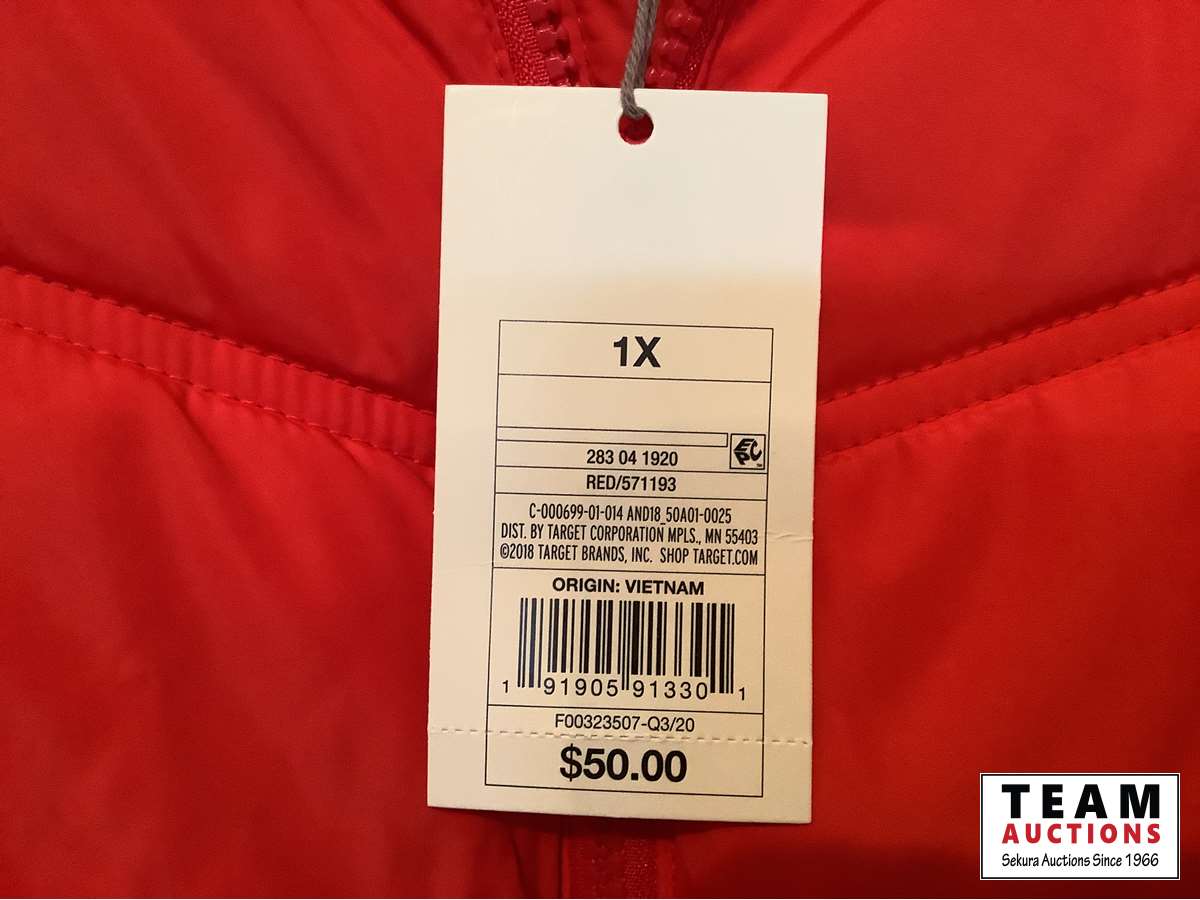 1X
EPC
283 04 1920
RED/571193
C-000699-01-014 AND18_50A01-0025
DIST. BY TARGET CORPORATION MPLS., MN 55403
©2018 TARGET BRANDS, INC. SHOP TARGET.COM
ORIGIN: VIETNAM
1 91905 91330 1
F00323507-Q3/20
$50.00
TEAM
AUCTIONS
Sekura Auctions Since 1966